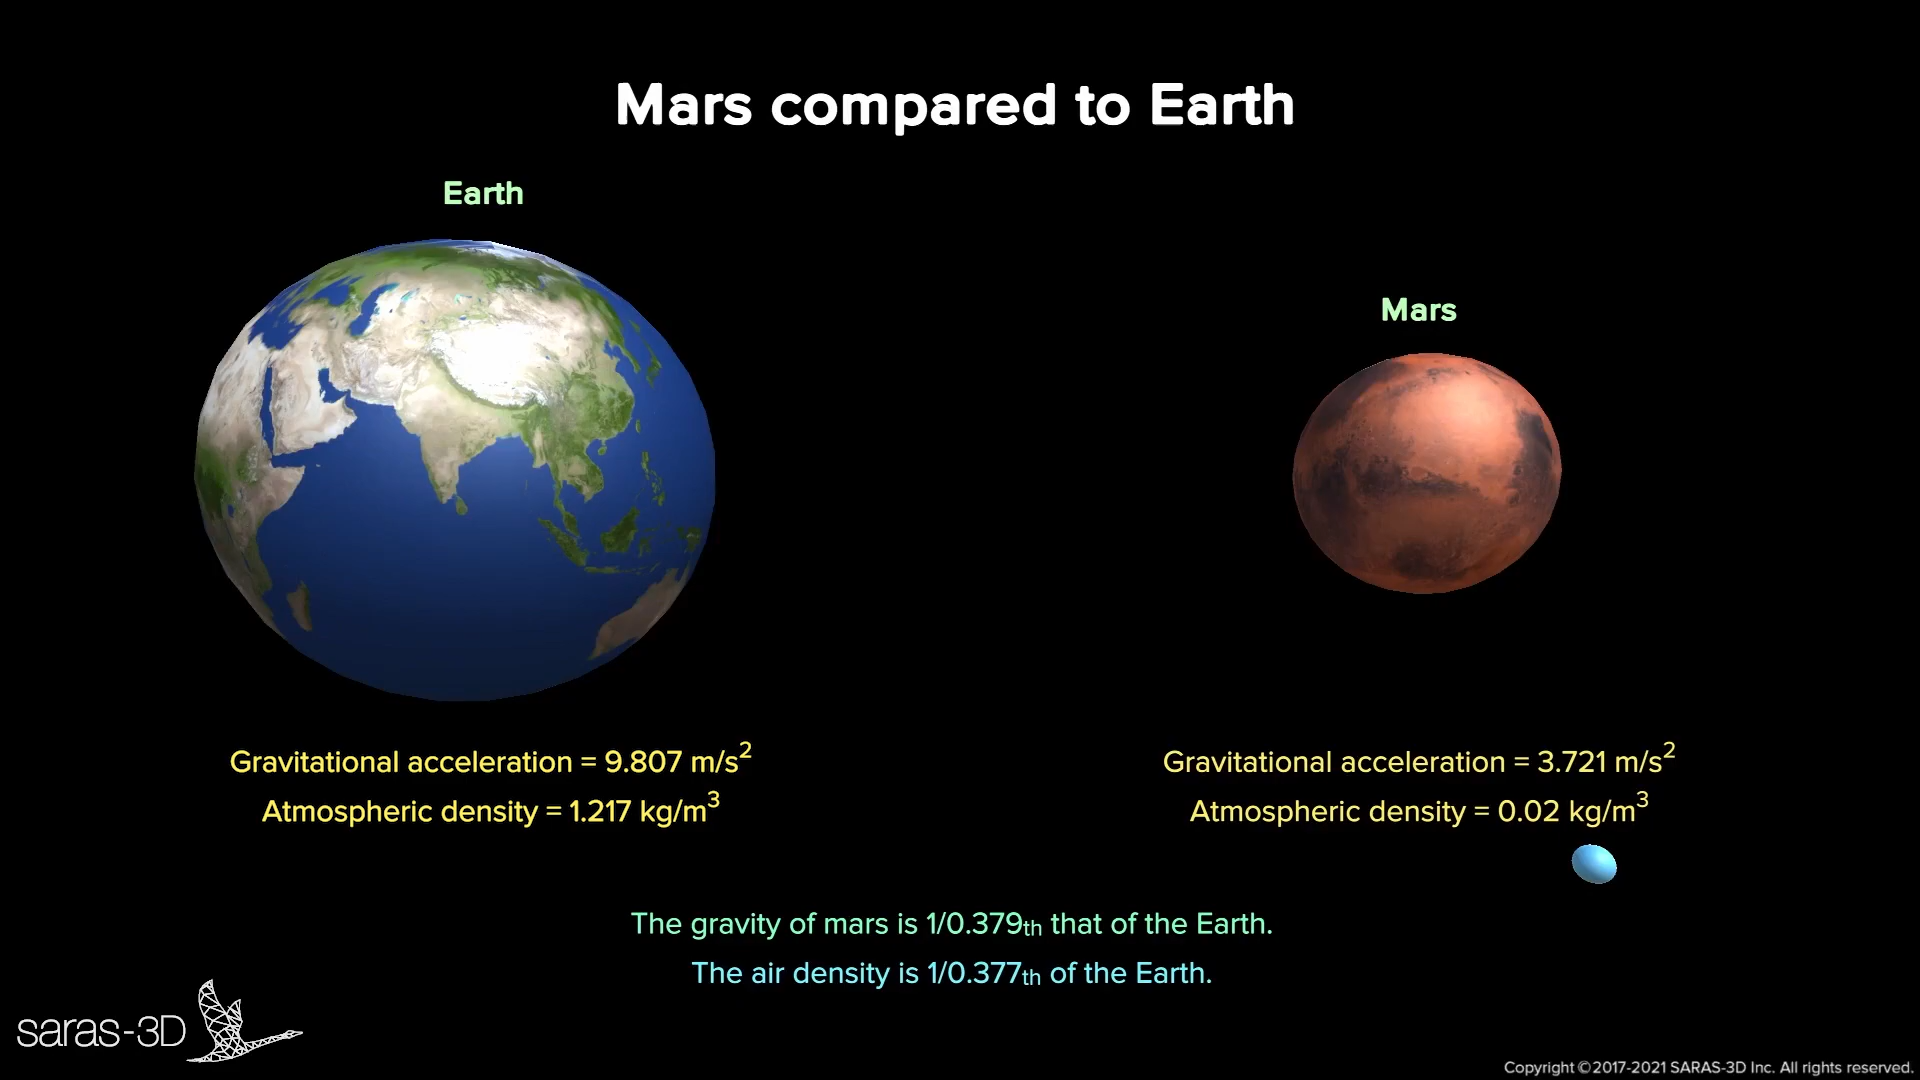 Mars compared to Earth
Earth
Mars
Gravitational acceleration = 9.807 m/s²
Atmospheric density = 1.217 kg/m³
Gravitational acceleration = 3.721 m/s²
Atmospheric density = 0.02 kg/m³
The gravity of mars is 1/0.379th that of the Earth.
The air density is 1/0.377th of the Earth.
saras-3D
Copyright ©2017-2021 SARAS-3D Inc. All rights reserved.